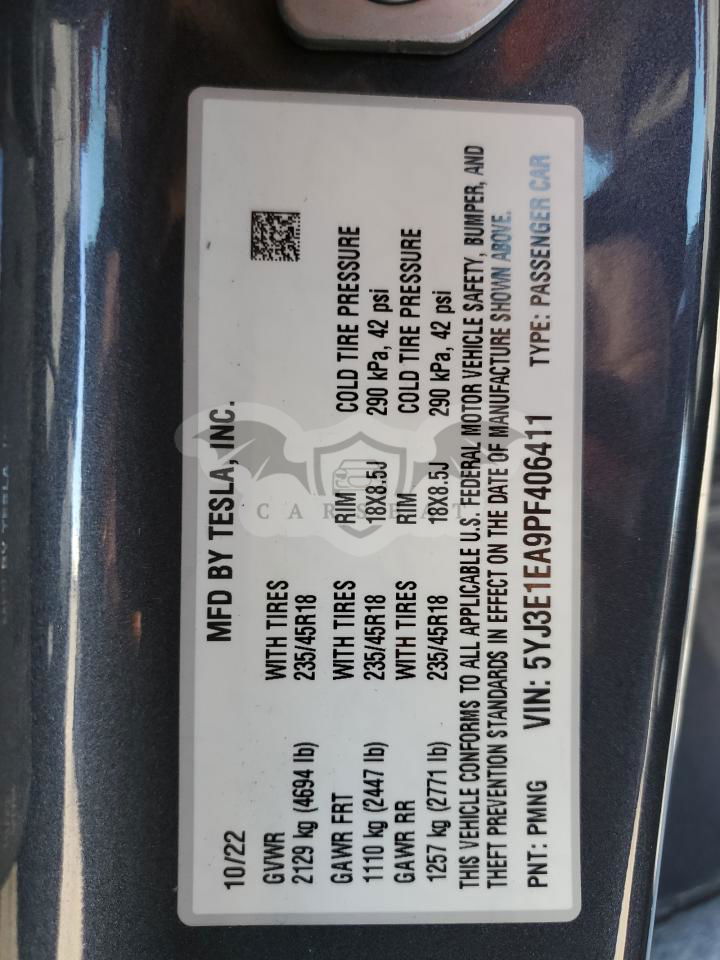 MFD BY TESLA, INC.
10/22
GVWR WITH TIRES
2129 kg (4694 lb) 235/45R18
GAWR FRT WITH TIRES RIM COLD TIRE PRESSURE
1110 kg (2447 lb) 235/45R18 18X8.5J 290 kPa, 42 psi
GAWR RR WITH TIRES RIM COLD TIRE PRESSURE
1257 kg (2771 lb) 235/45R18 18X8.5J 290 kPa, 42 psi
THIS VEHICLE CONFORMS TO ALL APPLICABLE U.S. FEDERAL MOTOR VEHICLE SAFETY, BUMPER, AND
THEFT PREVENTION STANDARDS IN EFFECT ON THE DATE OF MANUFACTURE SHOWN ABOVE.
PNT: PMNG VIN: 5YJ3E1EA9PF406411 TYPE: PASSENGER CAR